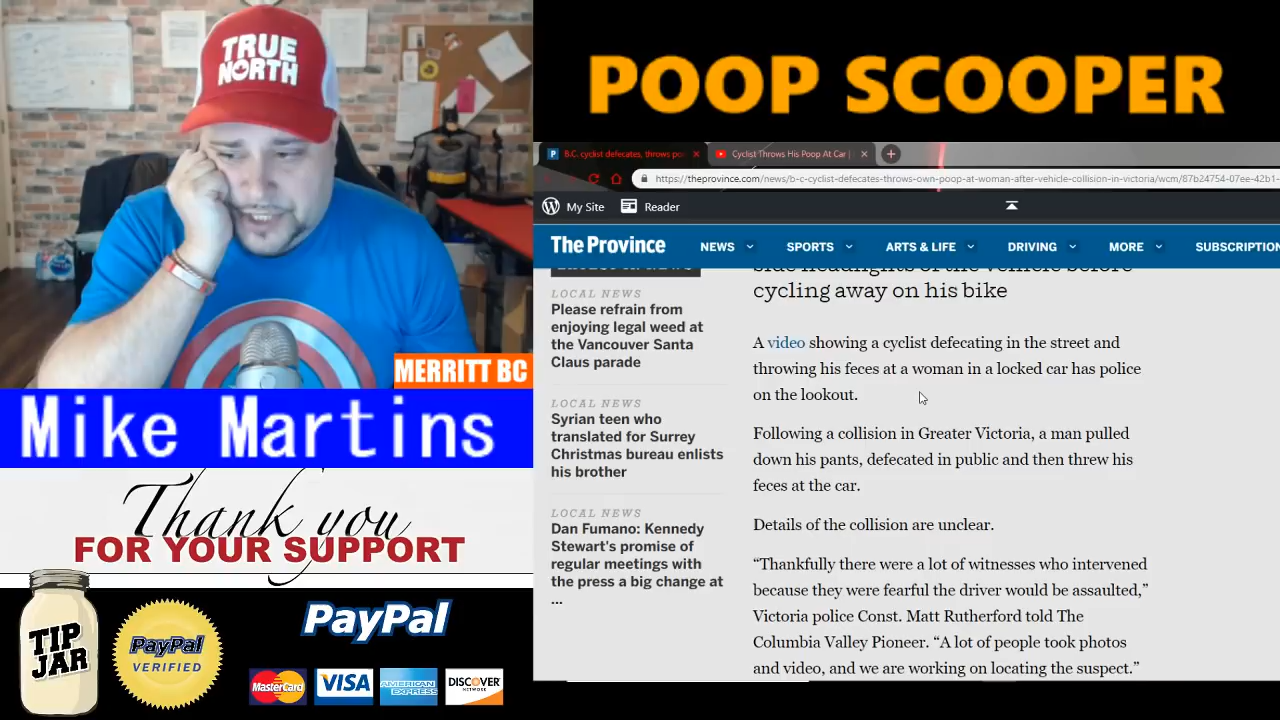 TRUE
NORTH
MERRITT BC
Mike Martins
Thank you
FOR YOUR SUPPORT
TIP
JAR
PayPal
VERIFIED
PayPal
MasterCard
VISA
AMERICAN
EXPRESS
DISCOVER
NETWORK
POOP SCOOPER
B.C. cyclist defecates, throws po
Cyclist Throws His Poop At Car |
https://theprovince.com/news/b-c-cyclist-defecates-throws-own-poop-at-woman-after-vehicle-collision-in-victoria/wcm/87b24754-07ee-42b1-
My Site
Reader
The Province
NEWS
SPORTS
ARTS & LIFE
DRIVING
MORE
SUBSCRIPTION
LOCAL NEWS
Please refrain from
enjoying legal weed at
the Vancouver Santa
Claus parade
LOCAL NEWS
Syrian teen who
translated for Surrey
Christmas bureau enlists
his brother
LOCAL NEWS
Dan Fumano: Kennedy
Stewart's promise of
regular meetings with
the press a big change at
...
side headlights of the vehicle before
cycling away on his bike
A video showing a cyclist defecating in the street and
throwing his feces at a woman in a locked car has police
on the lookout.
Following a collision in Greater Victoria, a man pulled
down his pants, defecated in public and then threw his
feces at the car.
Details of the collision are unclear.
“Thankfully there were a lot of witnesses who intervened
because they were fearful the driver would be assaulted,”
Victoria police Const. Matt Rutherford told The
Columbia Valley Pioneer. “A lot of people took photos
and video, and we are working on locating the suspect.”